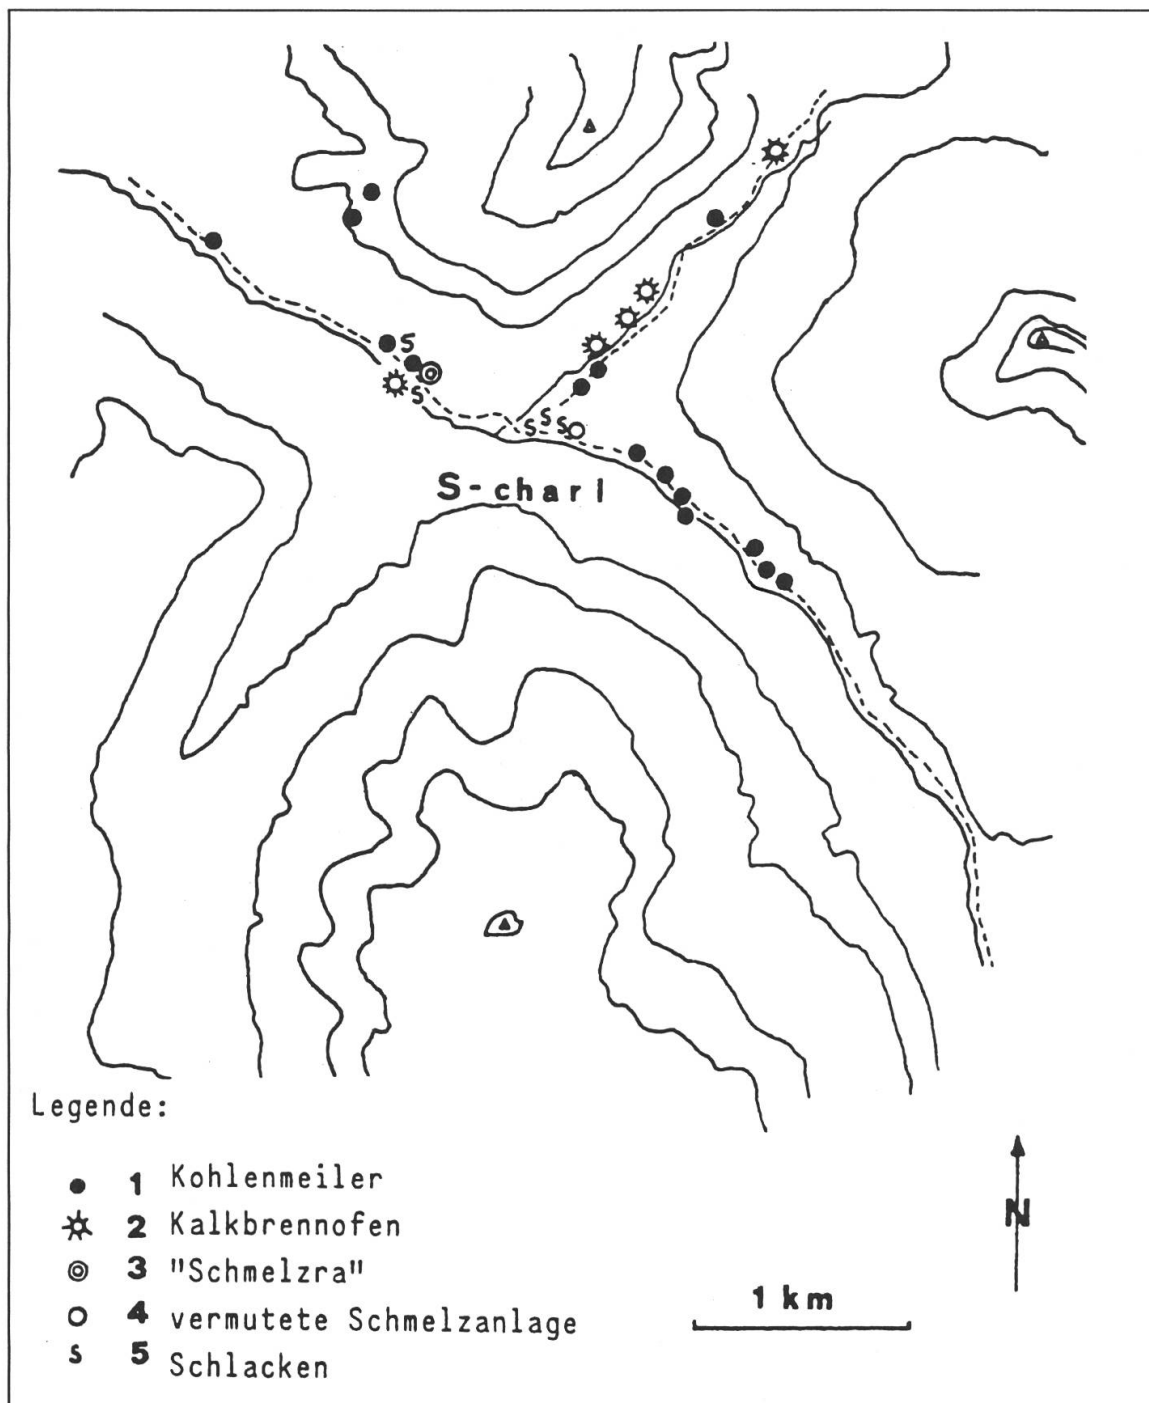 S
S
S
S
S
S-charl
Legende:
1 Kohlenmeiler
2 Kalkbrennofen
3 "Schmelzra"
4 vermutete Schmelzanlage
S 5 Schlacken
N
1 km